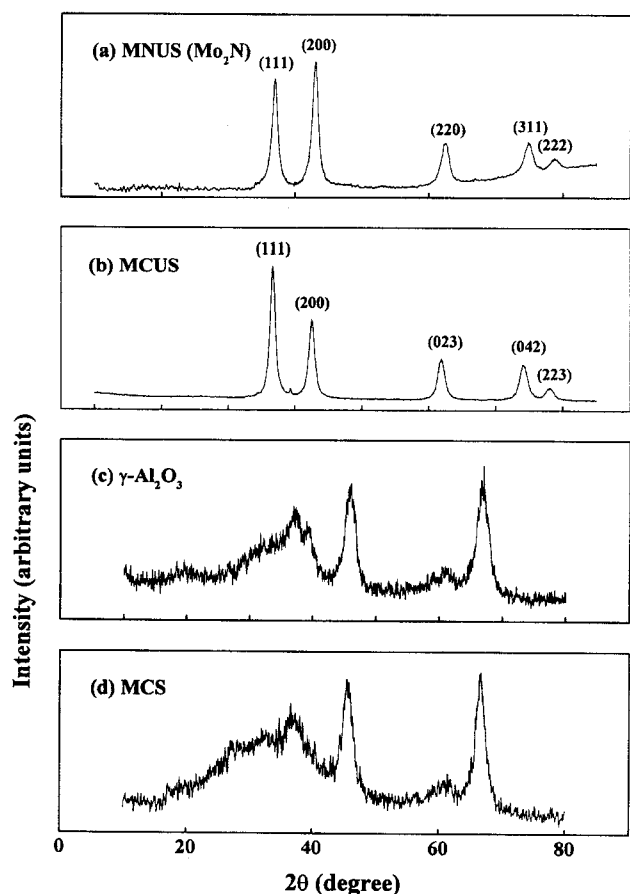 (a) MNUS (Mo₂N)
(111)
(200)
(220)
(311)
(222)
(b) MCUS
(111)
(200)
(023)
(042)
(223)
(c) γ-Al₂O₃
(d) MCS
Intensity (arbitrary units)
0 20 40 60 80
2θ (degree)